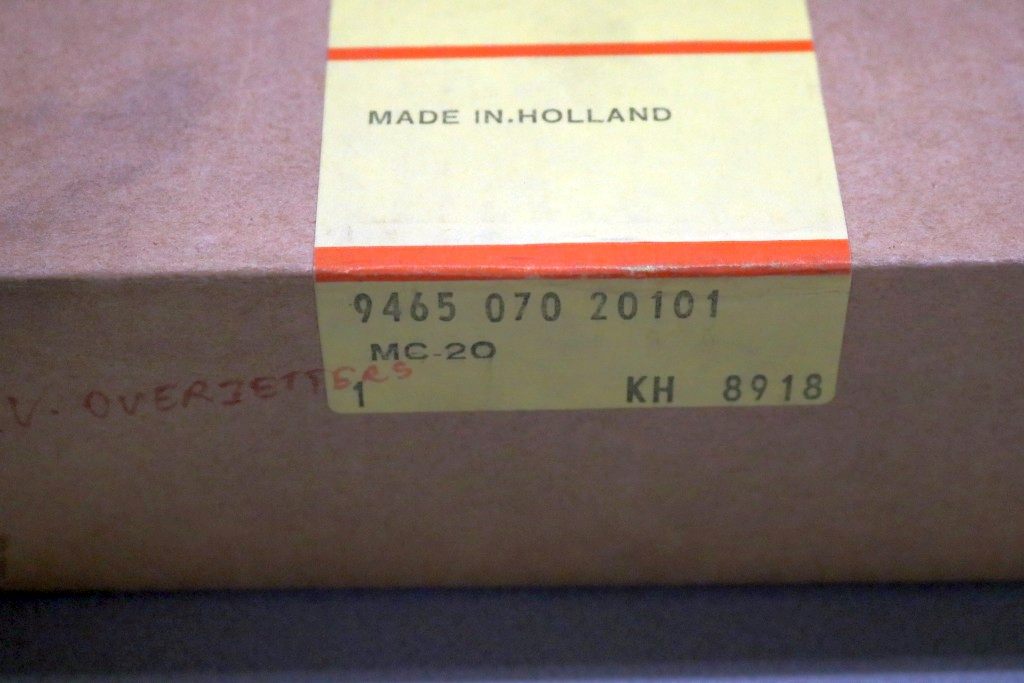 MADE IN.HOLLAND
9465 070 20101
MC-20
V. OVERZETTERS
1 KH 8918